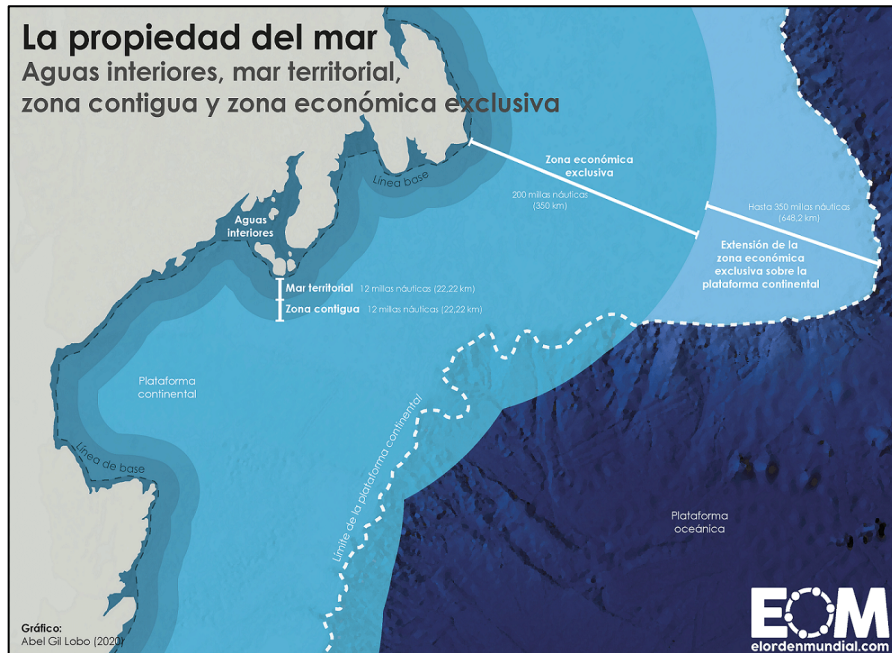 La propiedad del mar
Aguas interiores, mar territorial,
zona contigua y zona económica exclusiva
Línea base
Zona económica
exclusiva
200 millas náuticas
(350 km)
Hasta 350 millas náuticas
(648,2 km)
Aguas
interiores
Extensión de la
zona económica
exclusiva sobre la
plataforma continental
Mar territorial 12 millas náuticas (22,22 km)
Zona contigua 12 millas náuticas (22,22 km)
Plataforma
continental
Línea de base
Límite de la plataforma continental
Plataforma
oceánica
Gráfico:
Abel Gil Lobo (2020)
EOM
elordenmundial.com